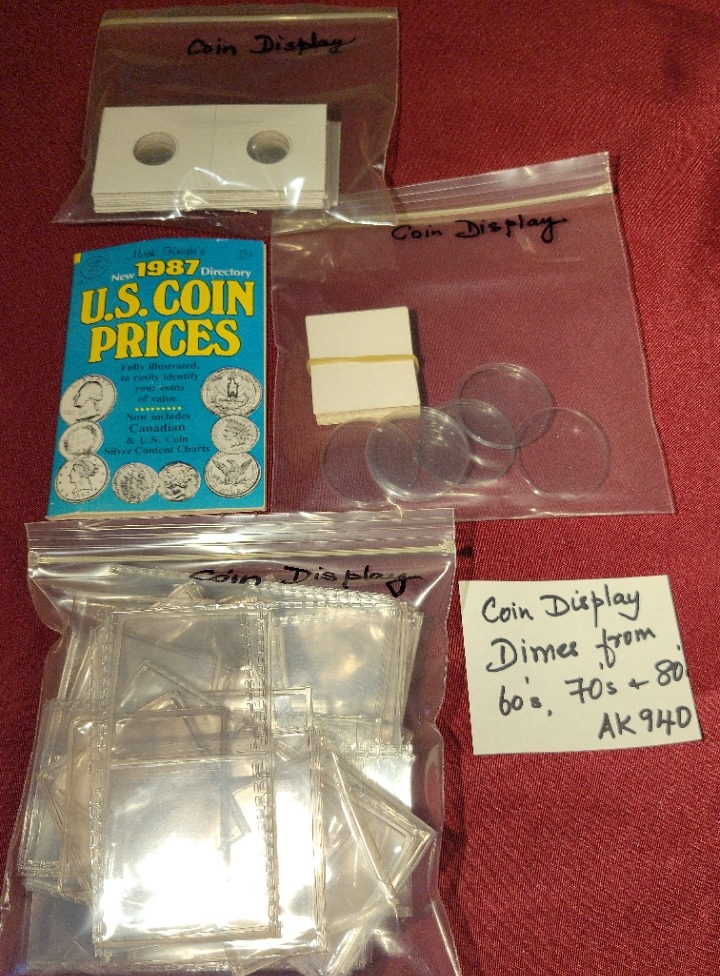 Coin Display
Coin Display
New 1987 Directory
U.S. COIN
PRICES
Fully illustrated,
to easily identify
your coins
of value.
Now includes
Canadian
& U.S. Coin
Silver Content Charts
Coin Display
Coin Display
Dimes from
60's, 70's + 80'
AK94D